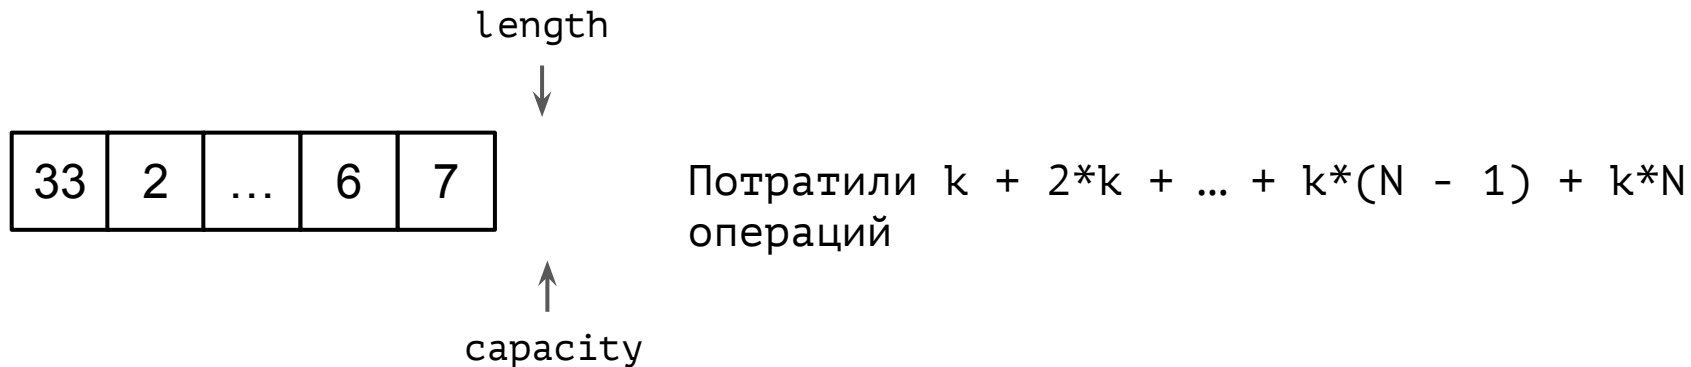 length
33 2 ... 6 7
Потратили k + 2*k + … + k*(N - 1) + k*N
операций
capacity